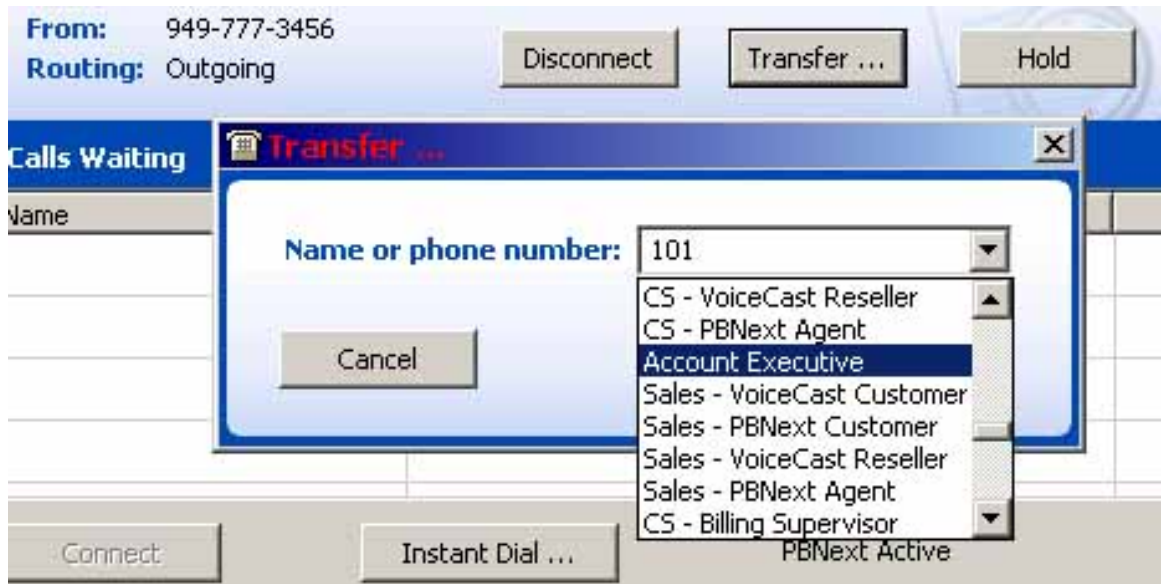 From: 949-777-3456
Routing: Outgoing
Disconnect
Transfer ...
Hold
Calls Waiting
Transfer ...
Name
Name or phone number: 101
CS - VoiceCast Reseller
CS - PBNext Agent
Account Executive
Sales - VoiceCast Customer
Sales - PBNext Customer
Sales - VoiceCast Reseller
Sales - PBNext Agent
CS - Billing Supervisor
Cancel
Connect
Instant Dial ...
PBNext Active